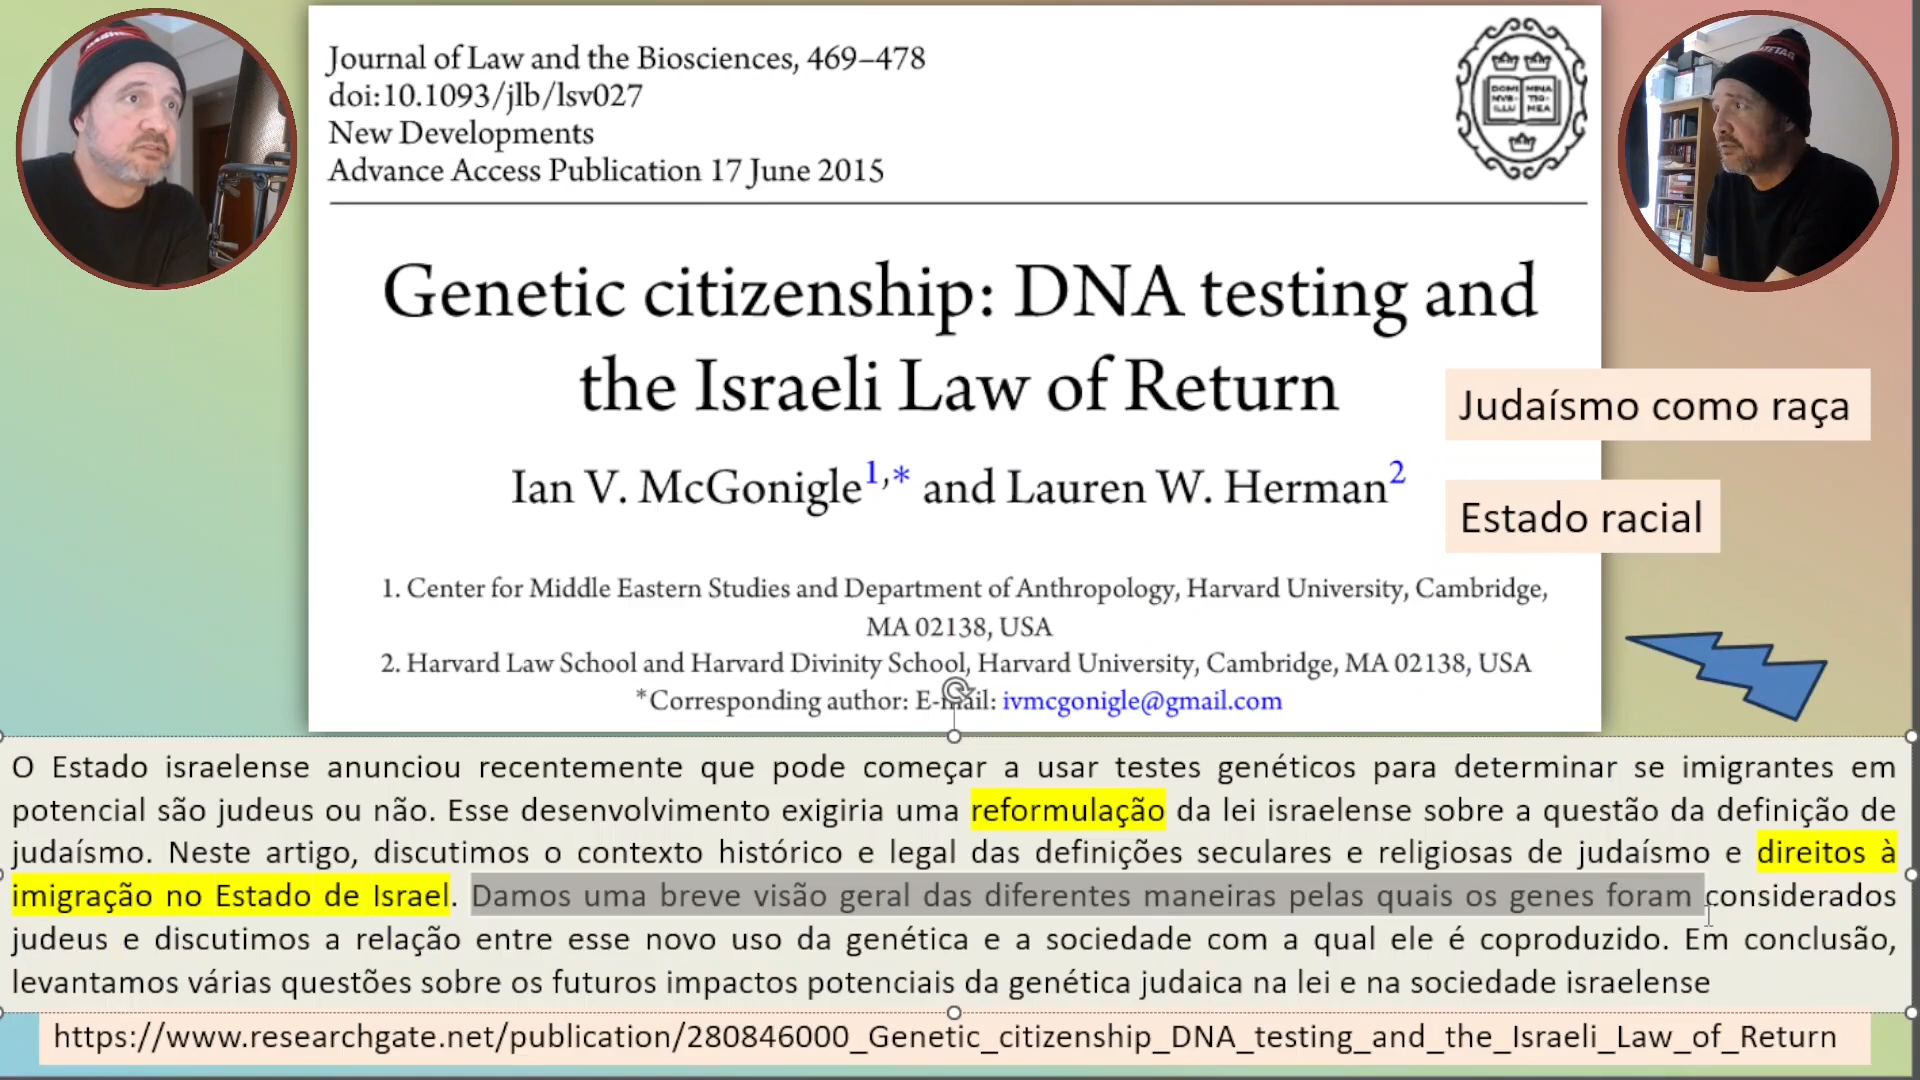 Journal of Law and the Biosciences, 469–478
doi:10.1093/jlb/lsv027
New Developments
Advance Access Publication 17 June 2015
DOMI MINA
NVS- TIO-
ILLU MEA
Genetic citizenship: DNA testing and
the Israeli Law of Return
Judaísmo como raça
Ian V. McGonigle1,* and Lauren W. Herman2
Estado racial
1. Center for Middle Eastern Studies and Department of Anthropology, Harvard University, Cambridge,
MA 02138, USA
2. Harvard Law School and Harvard Divinity School, Harvard University, Cambridge, MA 02138, USA
*Corresponding author: E-mail: ivmcgonigle@gmail.com
O Estado israelense anunciou recentemente que pode começar a usar testes genéticos para determinar se imigrantes em
potencial são judeus ou não. Esse desenvolvimento exigiria uma reformulação da lei israelense sobre a questão da definição de
judaísmo. Neste artigo, discutimos o contexto histórico e legal das definições seculares e religiosas de judaísmo e direitos à
imigração no Estado de Israel. Damos uma breve visão geral das diferentes maneiras pelas quais os genes foram considerados
judeus e discutimos a relação entre esse novo uso da genética e a sociedade com a qual ele é coproduzido. Em conclusão,
levantamos várias questões sobre os futuros impactos potenciais da genética judaica na lei e na sociedade israelense
https://www.researchgate.net/publication/280846000_Genetic_citizenship_DNA_testing_and_the_Israeli_Law_of_Return